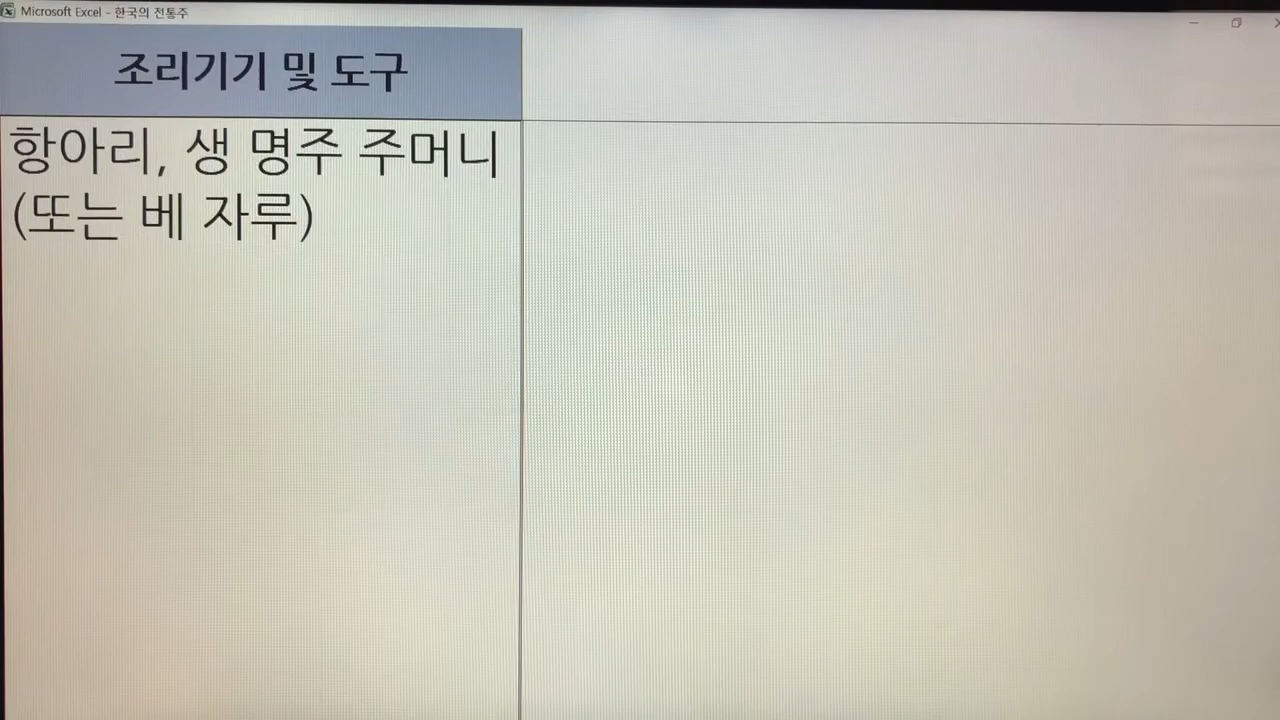 Microsoft Excel - 한국의 전통주
조리기기 및 도구
항아리, 생 명주 주머니
(또는 베 자루)